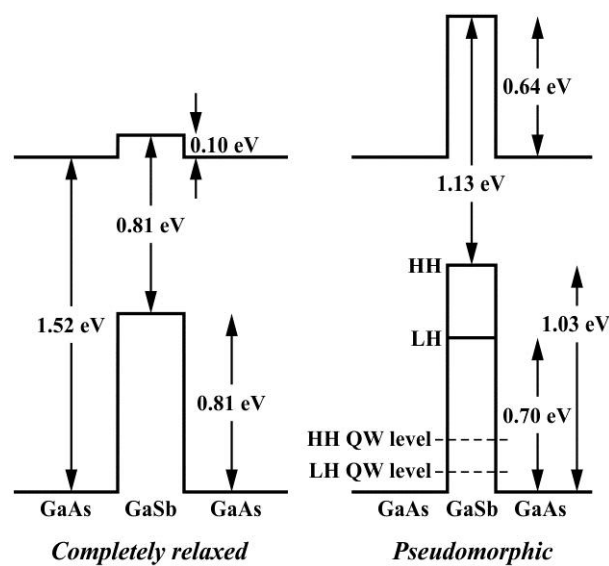 0.10 eV
0.81 eV
1.52 eV
0.81 eV
GaAs GaSb GaAs
Completely relaxed
0.64 eV
1.13 eV
HH
LH
1.03 eV
0.70 eV
HH QW level
LH QW level
GaAs GaSb GaAs
Pseudomorphic